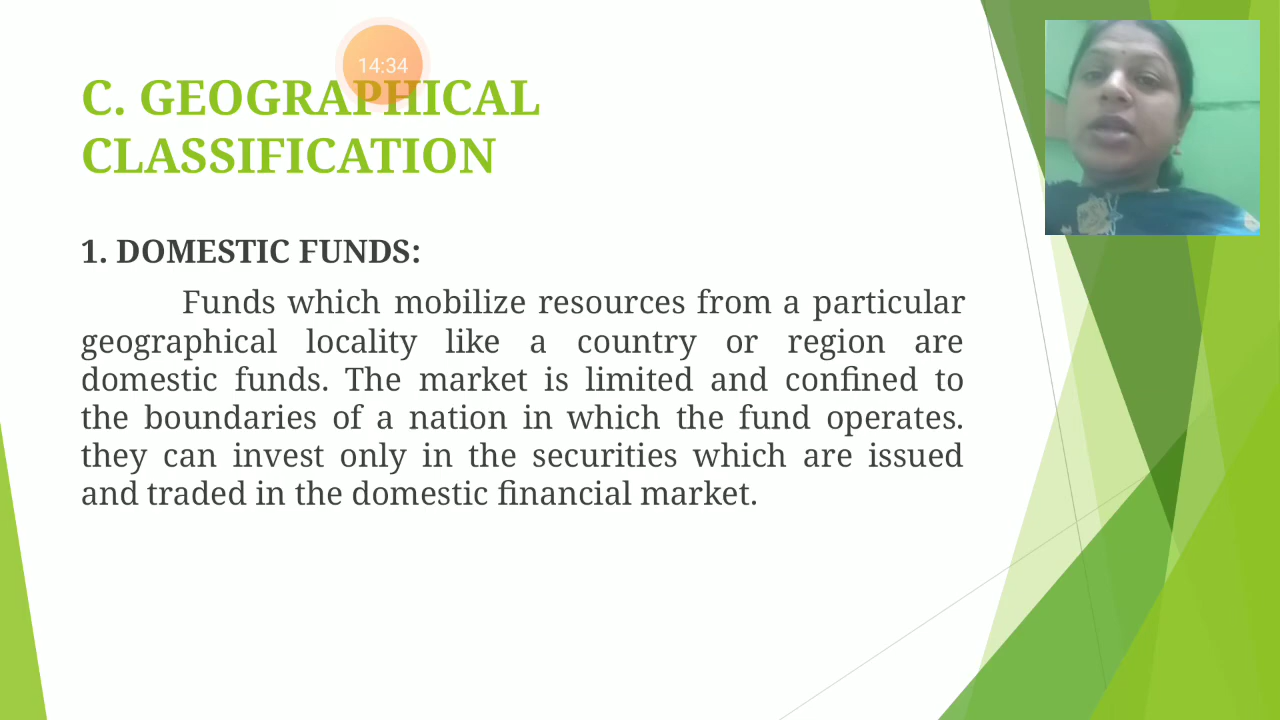 14:34
C. GEOGRAPHICAL
CLASSIFICATION
1. DOMESTIC FUNDS:
Funds which mobilize resources from a particular
geographical locality like a country or region are
domestic funds. The market is limited and confined to
the boundaries of a nation in which the fund operates.
they can invest only in the securities which are issued
and traded in the domestic financial market.